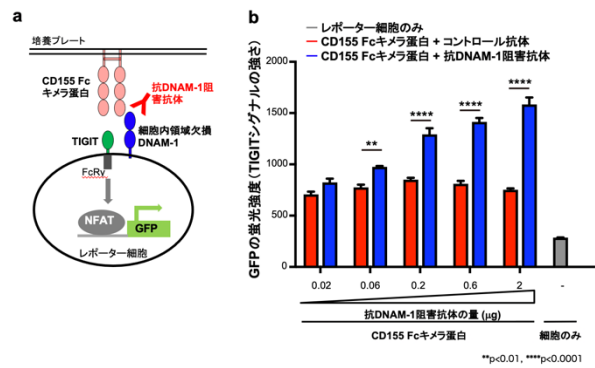 a
培養プレート
CD155 Fc
キメラ蛋白
抗DNAM-1阻
害抗体
TIGIT
細胞内領域欠損
DNAM-1
FcRγ
NFAT
GFP
レポーター細胞
b
レポーター細胞のみ
CD155 Fcキメラ蛋白 + コントロール抗体
CD155 Fcキメラ蛋白 + 抗DNAM-1阻害抗体
GFPの蛍光強度(TIGITシグナルの強さ)
2000
1500
1000
500
0
**
****
****
****
0.02
0.06
0.2
0.6
2
-
抗DNAM-1阻害抗体の量 (μg)
CD155 Fcキメラ蛋白
細胞のみ
**p<0.01, ****p<0.0001